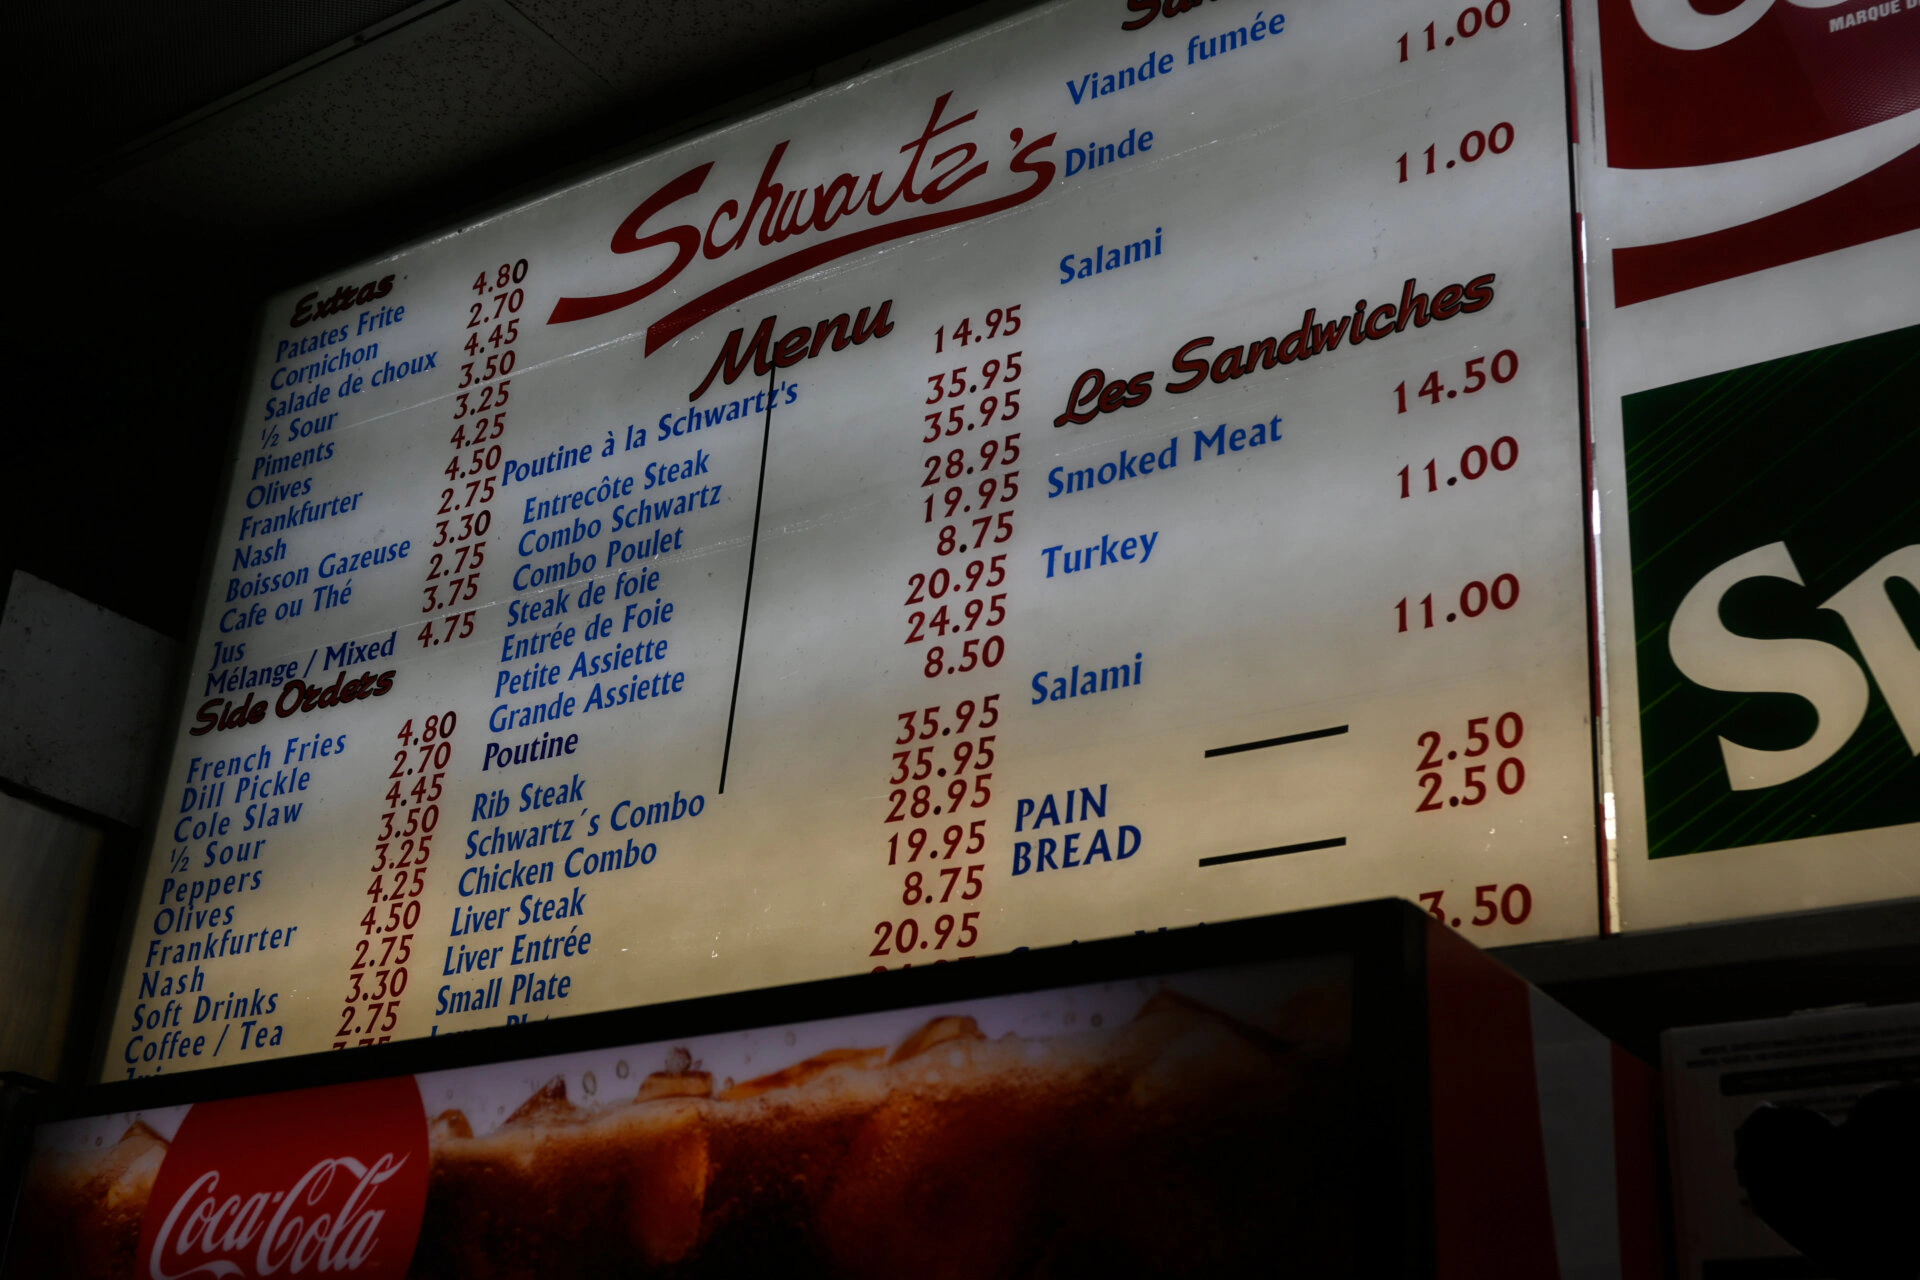 Schwartz's
Menu
Extras
Patates Frite 4.80
Cornichon 2.70
Salade de choux 4.45
½ Sour 3.50
Piments 3.25
Olives 4.25
Frankfurter 4.50
Nash 2.75
Boisson Gazeuse 3.30
Cafe ou Thé 2.75
Jus 3.75
Mélange / Mixed 4.75
Side Orders
French Fries 4.80
Dill Pickle 2.70
Cole Slaw 4.45
½ Sour 3.50
Peppers 3.25
Olives 4.25
Frankfurter 4.50
Nash 2.75
Soft Drinks 3.30
Coffee / Tea 2.75
Poutine à la Schwartz's 14.95
Entrecôte Steak 35.95
Combo Schwartz 35.95
Combo Poulet 28.95
Steak de foie 19.95
Entrée de Foie 8.75
Petite Assiette 20.95
Grande Assiette 24.95
Poutine 8.50
Rib Steak 35.95
Schwartz´s Combo 35.95
Chicken Combo 28.95
Liver Steak 19.95
Liver Entrée 8.75
Small Plate 20.95
Viande fumée 11.00
Dinde 11.00
Salami
Les Sandwiches
Smoked Meat 14.50
Turkey 11.00
Salami 11.00
PAIN 2.50
BREAD 2.50
3.50
MARQUE
Coca-Cola